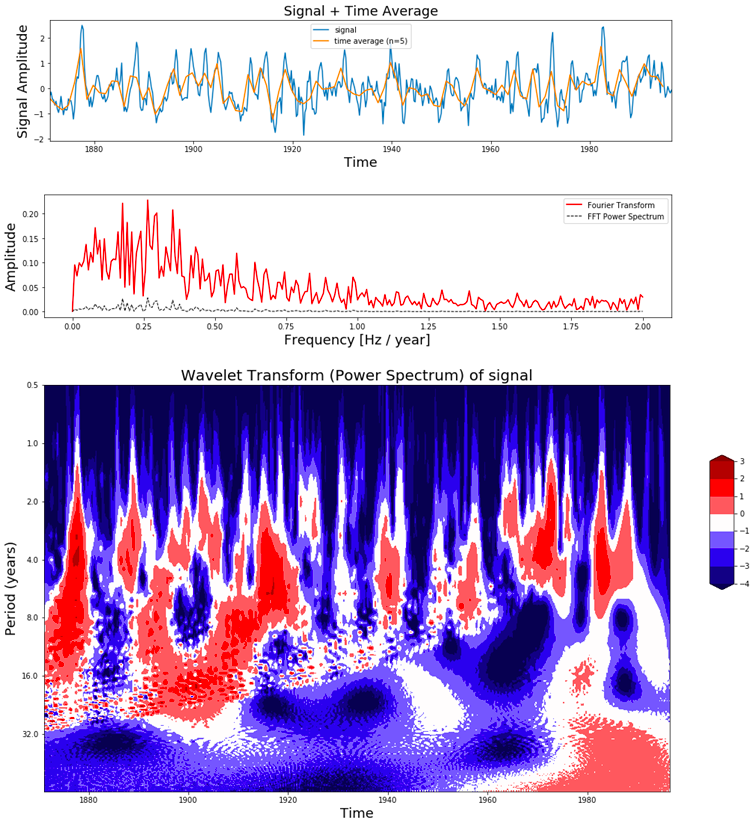 Signal + Time Average
signal
time average (n=5)
Signal Amplitude
2
1
0
−1
−2
1880 1900 1920 1940 1960 1980
Time
Fourier Transform
FFT Power Spectrum
Amplitude
0.20
0.15
0.10
0.05
0.00
0.00 0.25 0.50 0.75 1.00 1.25 1.50 1.75 2.00
Frequency [Hz / year]
Wavelet Transform (Power Spectrum) of signal
Period (years)
0.5
1.0
2.0
4.0
8.0
16.0
32.0
1880 1900 1920 1940 1960 1980
Time
3
2
1
0
−1
−2
−3
−4